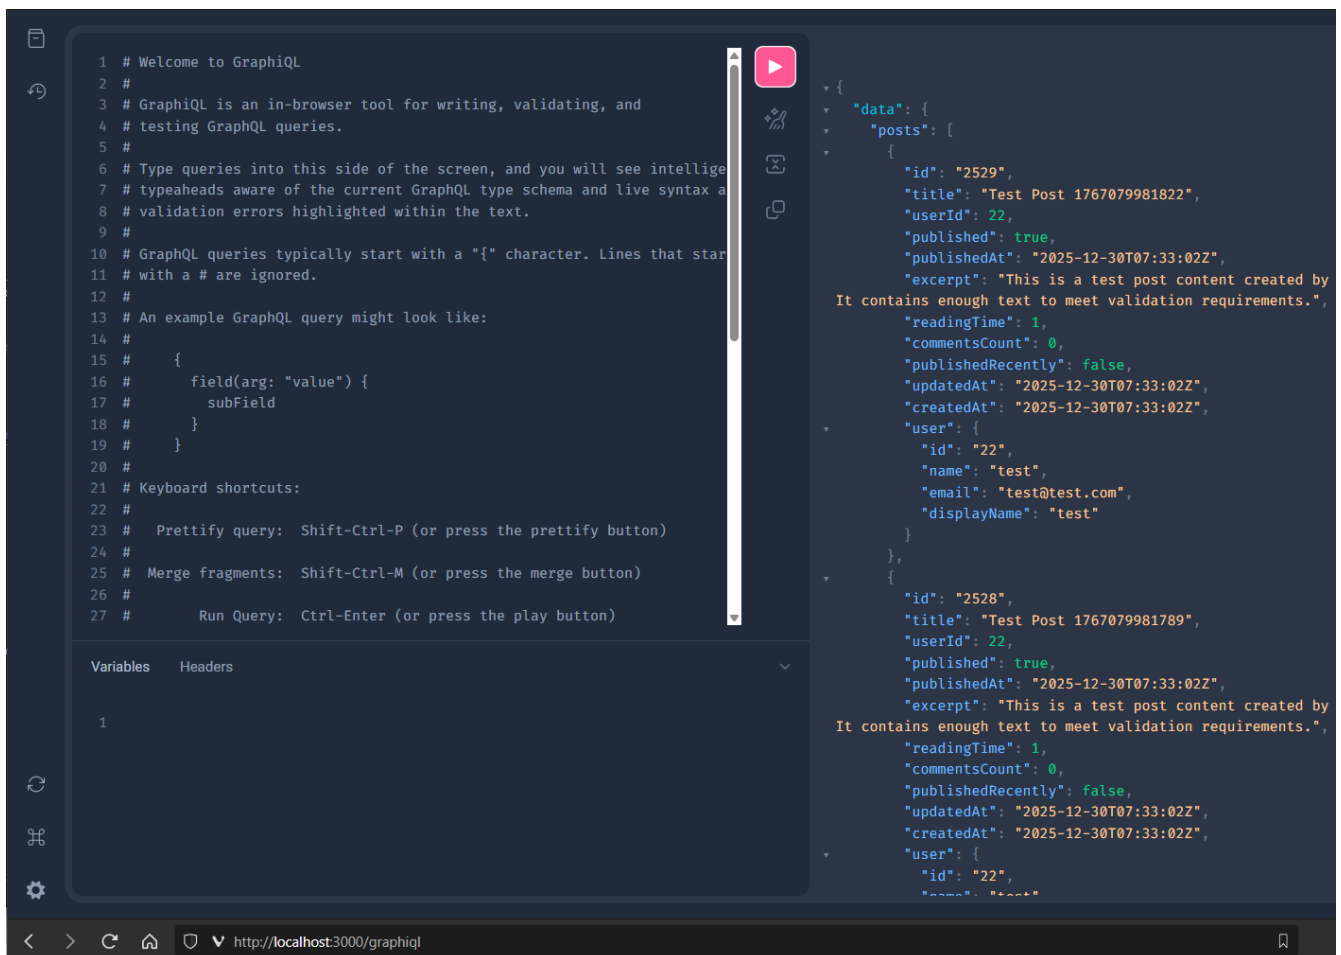 1 # Welcome to GraphiQL
2 #
3 # GraphiQL is an in-browser tool for writing, validating, and
4 # testing GraphQL queries.
5 #
6 # Type queries into this side of the screen, and you will see intellige
7 # typeaheads aware of the current GraphQL type schema and live syntax a
8 # validation errors highlighted within the text.
9 #
10 # GraphQL queries typically start with a "{" character. Lines that star
11 # with a # are ignored.
12 #
13 # An example GraphQL query might look like:
14 #
15 #     {
16 #       field(arg: "value") {
17 #         subField
18 #       }
19 #     }
20 #
21 # Keyboard shortcuts:
22 #
23 #   Prettify query:  Shift-Ctrl-P (or press the prettify button)
24 #
25 #  Merge fragments:  Shift-Ctrl-M (or press the merge button)
26 #
27 #        Run Query:  Ctrl-Enter (or press the play button)
Variables Headers
1
{
"data": {
"posts": [
{
"id": "2529",
"title": "Test Post 1767079981822",
"userId": 22,
"published": true,
"publishedAt": "2025-12-30T07:33:02Z",
"excerpt": "This is a test post content created by
It contains enough text to meet validation requirements.",
"readingTime": 1,
"commentsCount": 0,
"publishedRecently": false,
"updatedAt": "2025-12-30T07:33:02Z",
"createdAt": "2025-12-30T07:33:02Z",
"user": {
"id": "22",
"name": "test",
"email": "test@test.com",
"displayName": "test"
}
},
{
"id": "2528",
"title": "Test Post 1767079981789",
"userId": 22,
"published": true,
"publishedAt": "2025-12-30T07:33:02Z",
"excerpt": "This is a test post content created by
It contains enough text to meet validation requirements.",
"readingTime": 1,
"commentsCount": 0,
"publishedRecently": false,
"updatedAt": "2025-12-30T07:33:02Z",
"createdAt": "2025-12-30T07:33:02Z",
"user": {
"id": "22",
"name": "test"
http://localhost:3000/graphiql